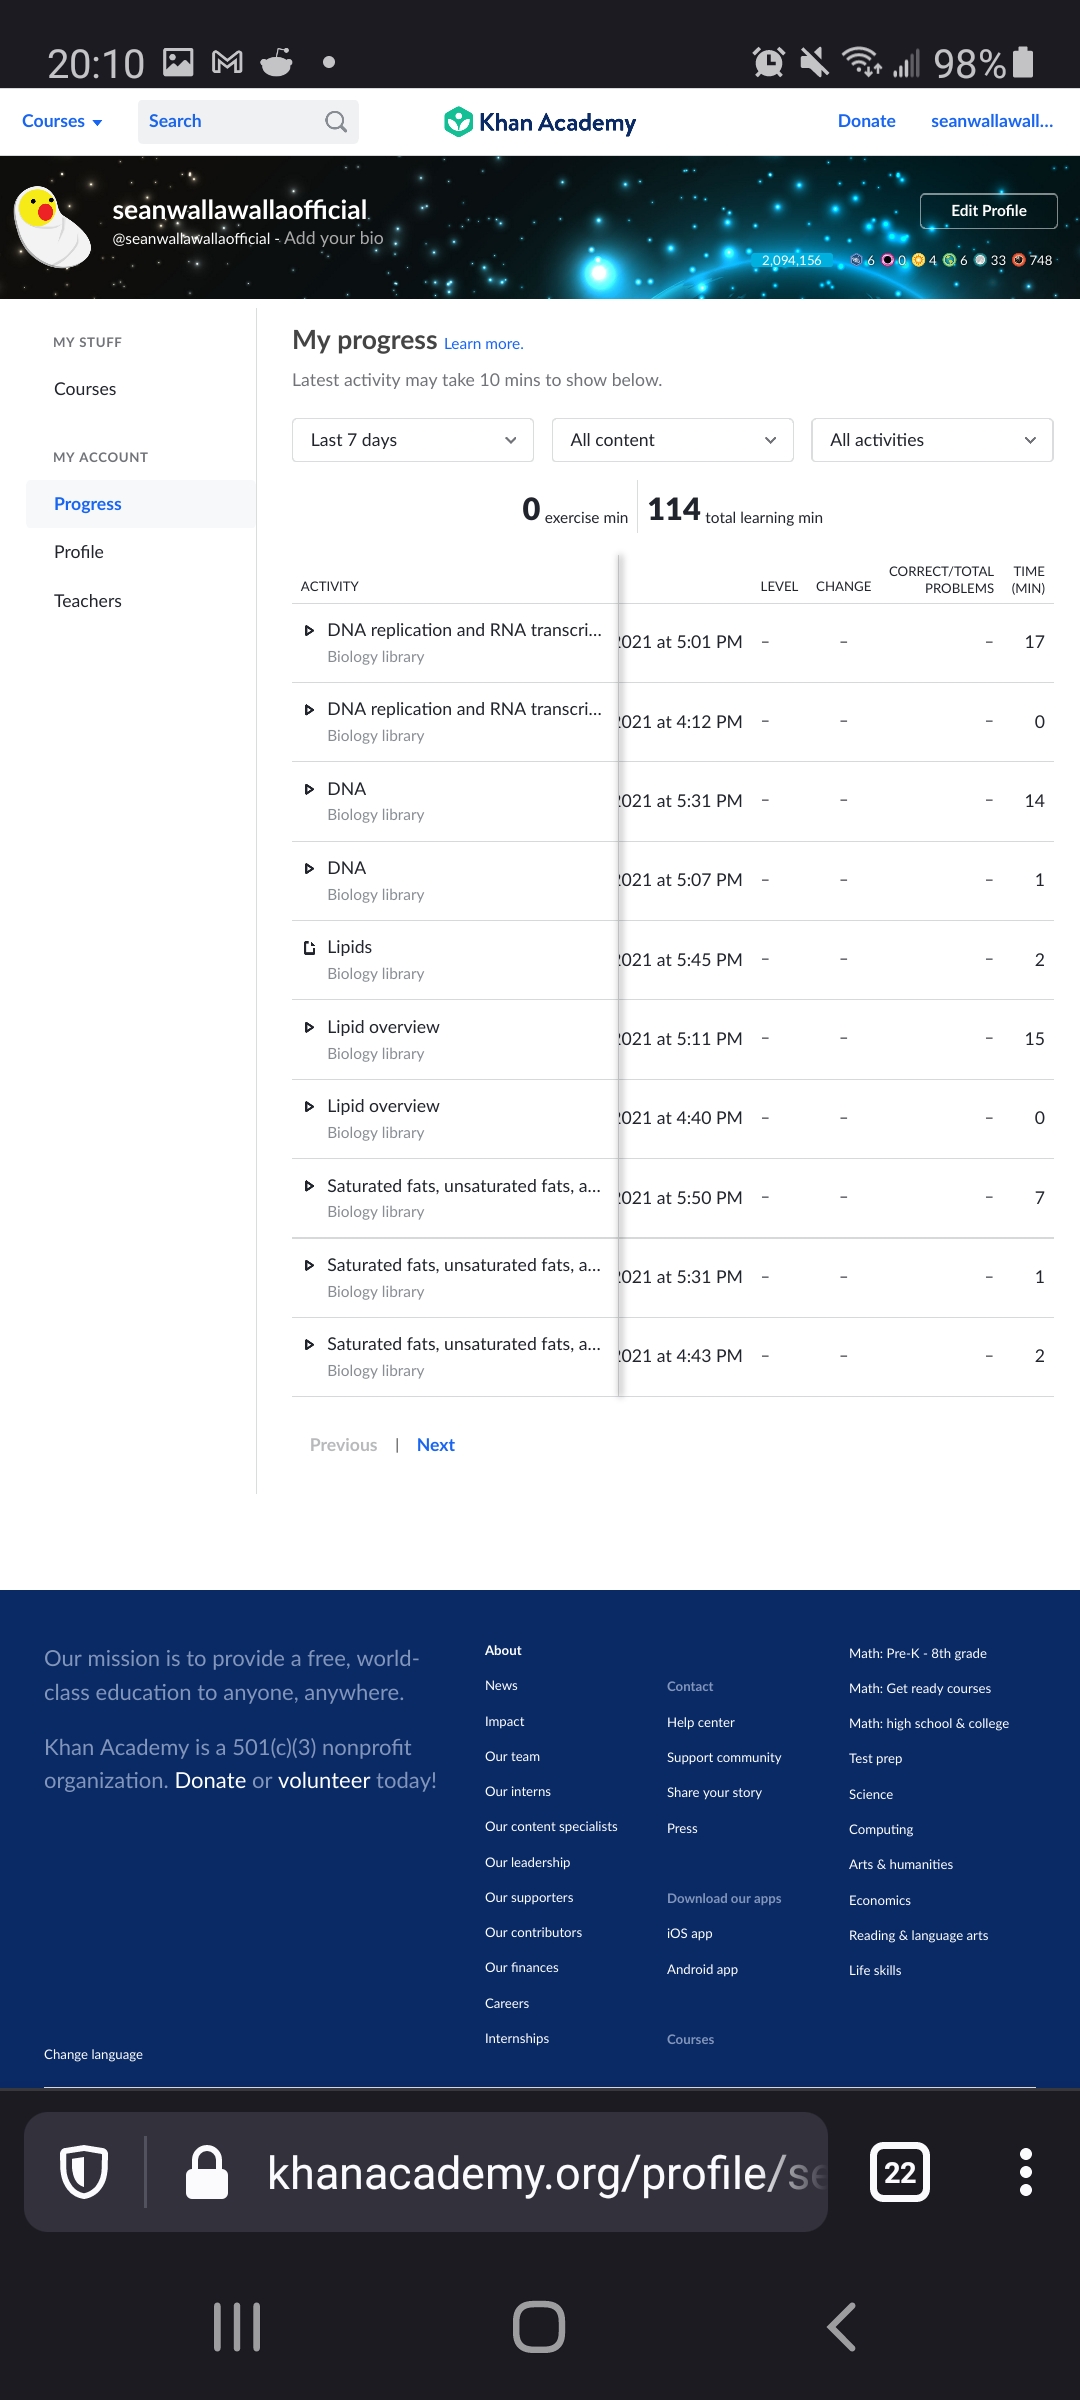 20:10
98%
Courses
Search
Khan Academy
Donate
seanwallawall...
seanwallawallaofficial
@seanwallawallaofficial - Add your bio
Edit Profile
2,094,156
6 0 4 6 33 748
MY STUFF
Courses
MY ACCOUNT
Progress
Profile
Teachers
My progress Learn more.
Latest activity may take 10 mins to show below.
Last 7 days
All content
All activities
0 exercise min
114 total learning min
ACTIVITY LEVEL CHANGE CORRECT/TOTAL PROBLEMS TIME (MIN)
DNA replication and RNA transcri... 2021 at 5:01 PM – – – 17
Biology library
DNA replication and RNA transcri... 2021 at 4:12 PM – – – 0
Biology library
DNA 2021 at 5:31 PM – – – 14
Biology library
DNA 2021 at 5:07 PM – – – 1
Biology library
Lipids 2021 at 5:45 PM – – – 2
Biology library
Lipid overview 2021 at 5:11 PM – – – 15
Biology library
Lipid overview 2021 at 4:40 PM – – – 0
Biology library
Saturated fats, unsaturated fats, a... 2021 at 5:50 PM – – – 7
Biology library
Saturated fats, unsaturated fats, a... 2021 at 5:31 PM – – – 1
Biology library
Saturated fats, unsaturated fats, a... 2021 at 4:43 PM – – – 2
Biology library
Previous | Next
Our mission is to provide a free, world-
class education to anyone, anywhere.
Khan Academy is a 501(c)(3) nonprofit
organization. Donate or volunteer today!
Change language
About
News
Impact
Our team
Our interns
Our content specialists
Our leadership
Our supporters
Our contributors
Our finances
Careers
Internships
Contact
Help center
Support community
Share your story
Press
Download our apps
iOS app
Android app
Courses
Math: Pre-K - 8th grade
Math: Get ready courses
Math: high school & college
Test prep
Science
Computing
Arts & humanities
Economics
Reading & language arts
Life skills
khanacademy.org/profile/se
22